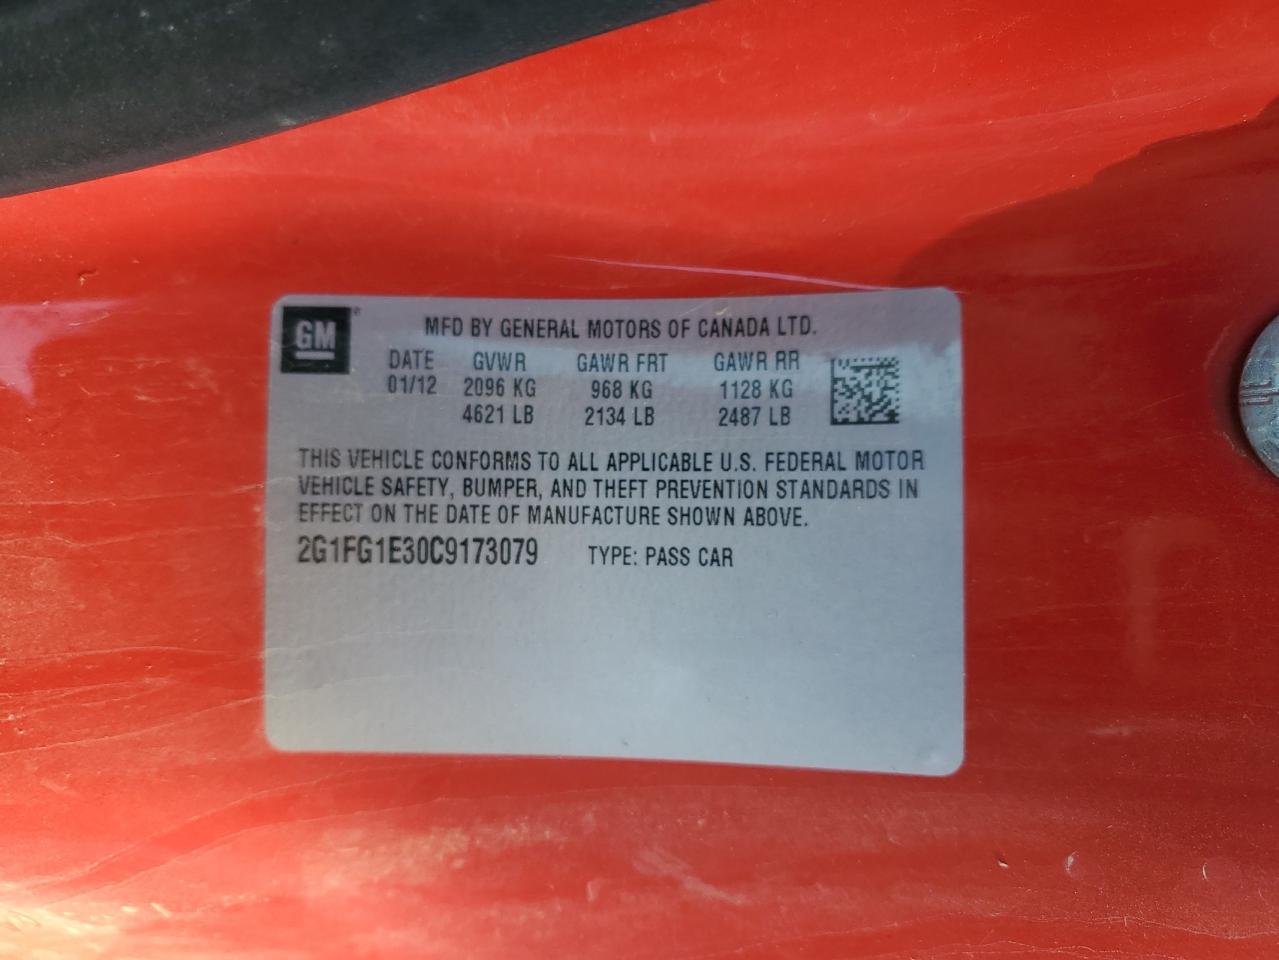 GM ®
MFD BY GENERAL MOTORS OF CANADA LTD.
DATE GVWR GAWR FRT GAWR RR
01/12 2096 KG 968 KG 1128 KG
4621 LB 2134 LB 2487 LB
THIS VEHICLE CONFORMS TO ALL APPLICABLE U.S. FEDERAL MOTOR
VEHICLE SAFETY, BUMPER, AND THEFT PREVENTION STANDARDS IN
EFFECT ON THE DATE OF MANUFACTURE SHOWN ABOVE.
2G1FG1E30C9173079 TYPE: PASS CAR